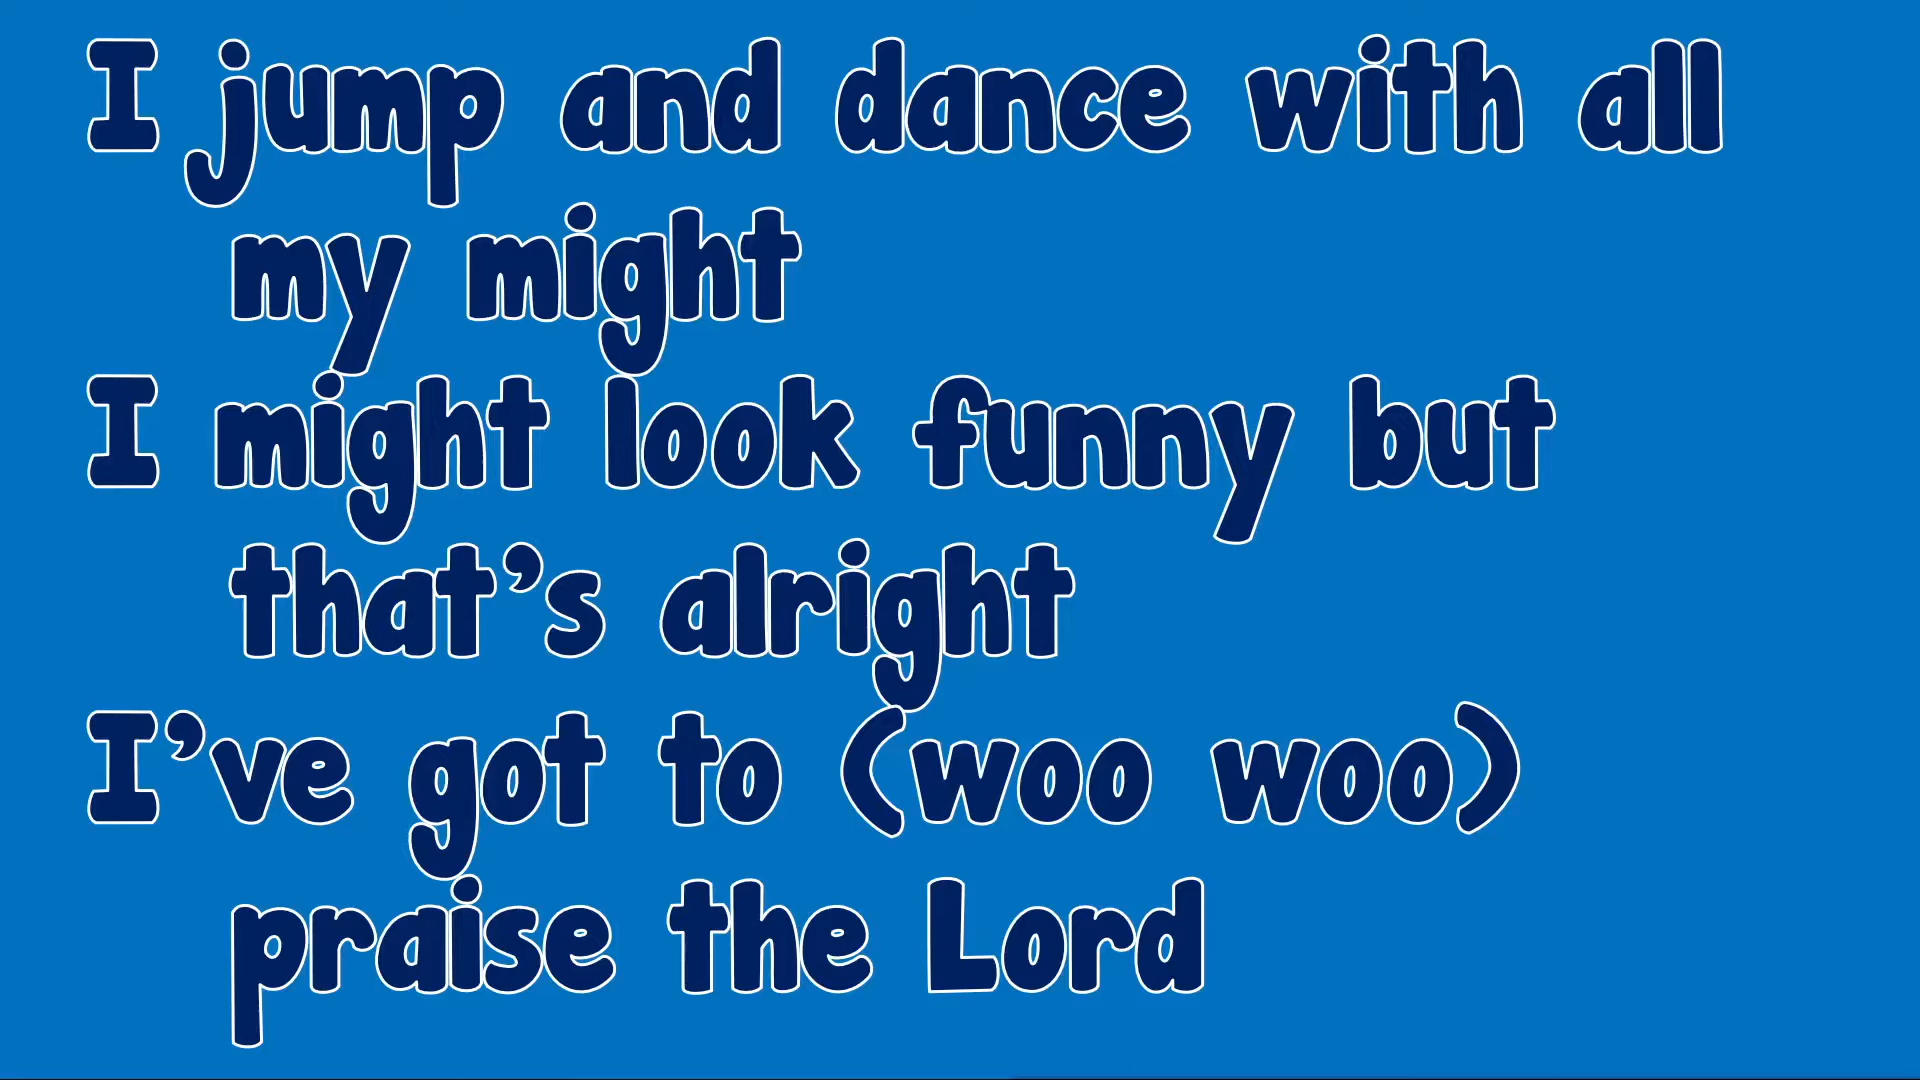 I jump and dance with all
my might
I might look funny but
that’s alright
I’ve got to (woo woo)
praise the Lord